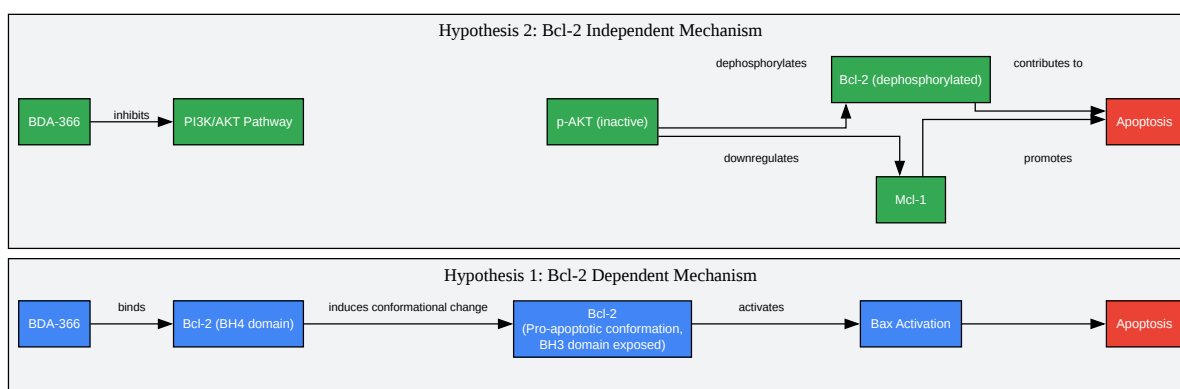 Hypothesis 2: Bcl-2 Independent Mechanism
dephosphorylates
Bcl-2 (dephosphorylated)
contributes to
BDA-366
inhibits
PI3K/AKT Pathway
p-AKT (inactive)
Apoptosis
downregulates
promotes
Mcl-1
Hypothesis 1: Bcl-2 Dependent Mechanism
BDA-366
binds
Bcl-2 (BH4 domain)
induces conformational change
Bcl-2
(Pro-apoptotic conformation,
BH3 domain exposed)
activates
Bax Activation
Apoptosis